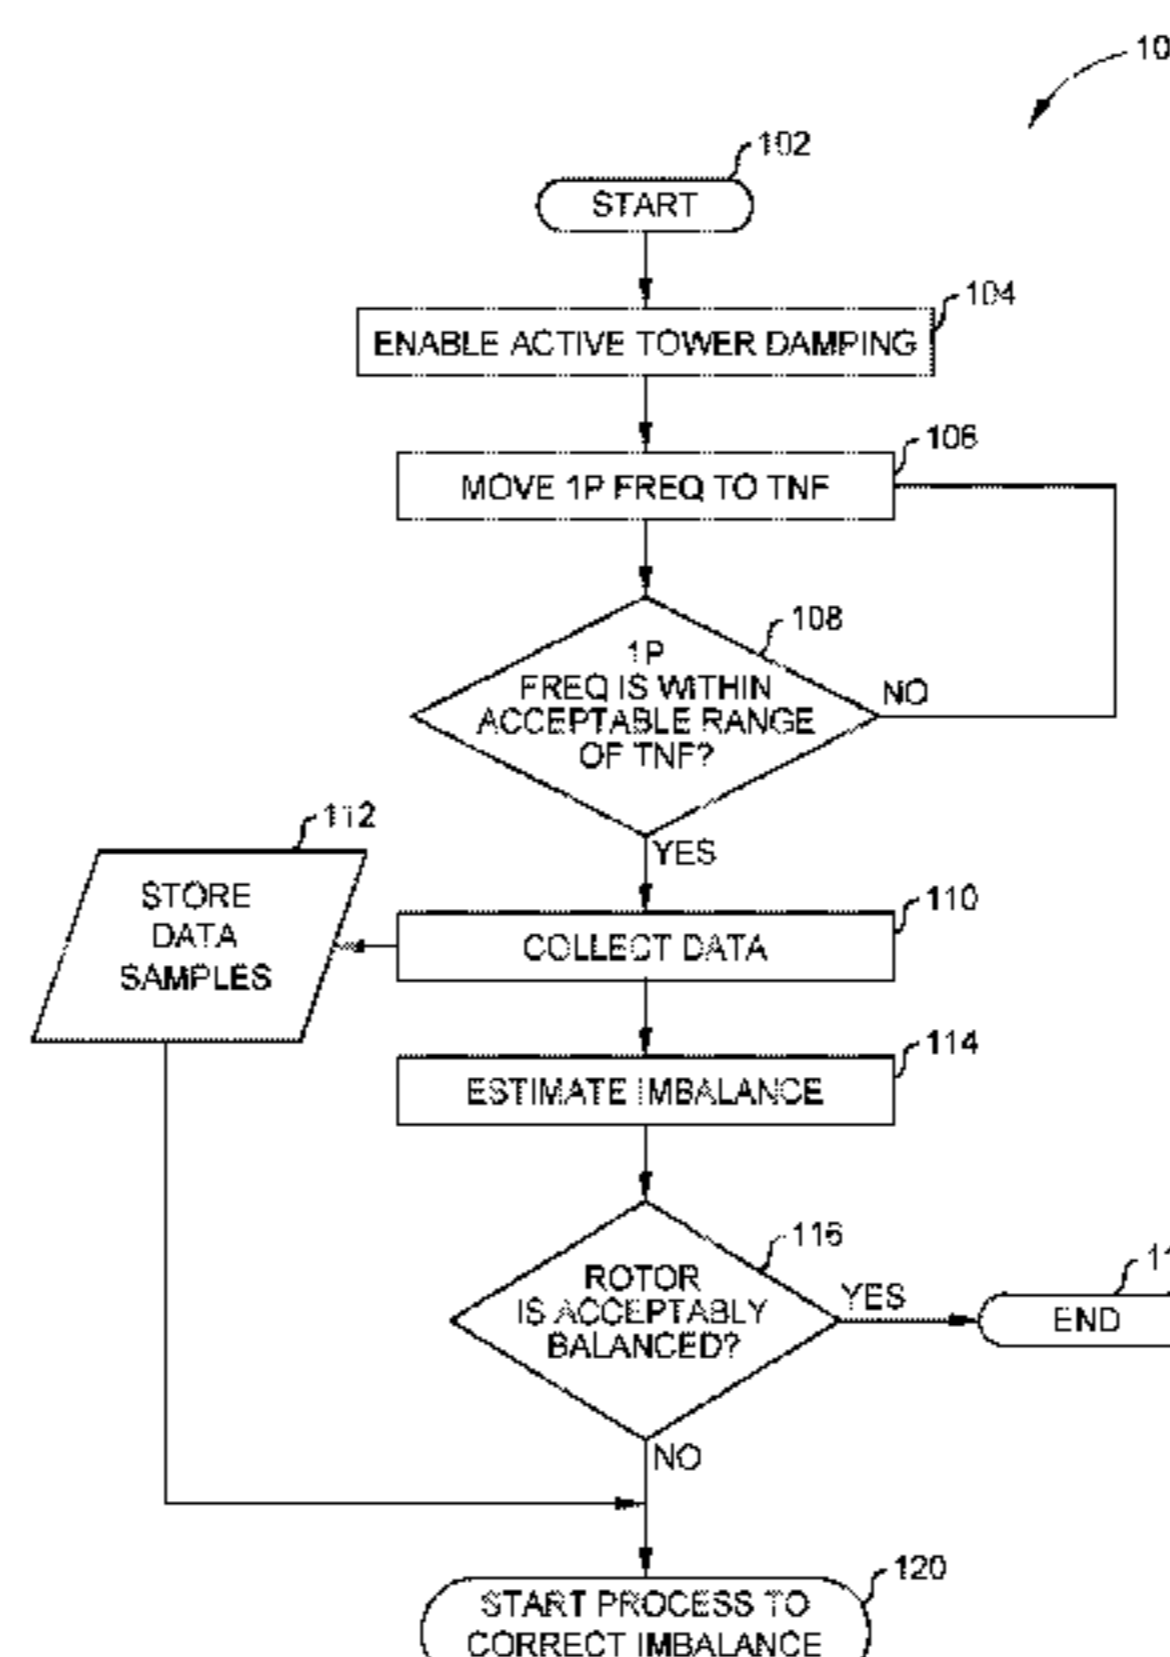 10
102
START
104
ENABLE ACTIVE TOWER DAMPING
106
MOVE 1P FREQ TO TNF
108
1P
FREQ IS WITHIN
ACCEPTABLE RANGE
OF TNF?
NO
YES
112
STORE
DATA
SAMPLES
110
COLLECT DATA
114
ESTIMATE IMBALANCE
116
ROTOR
IS ACCEPTABLY
BALANCED?
YES
11
END
NO
120
START PROCESS TO
CORRECT IMBALANCE